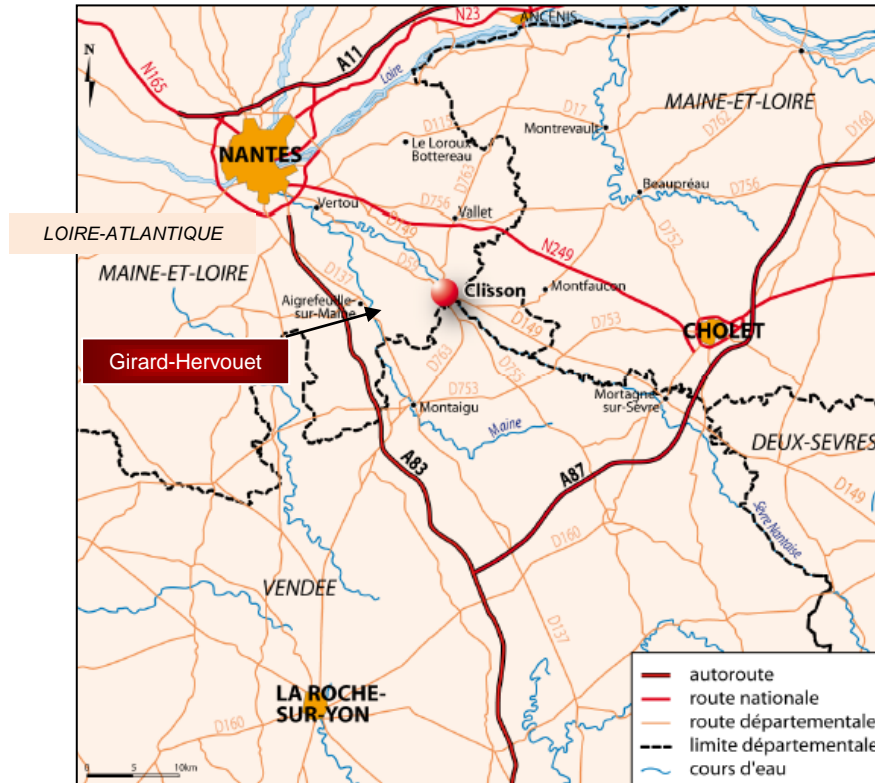 N23
ANCENIS
A11
N
N165
Loire
MAINE-ET-LOIRE
D762
D160
D17
D115
Montrevault
Le Loroux
Bottereau
NANTES
D763
Beaupréau
D756
Vertou
D756
Vallet
D149
LOIRE-ATLANTIQUE
D752
MAINE-ET-LOIRE
D59
N249
D137
Clisson
Montfaucon
Aigrefeuille-
sur-Maine
D149
D753
CHOLET
Girard-Hervouet
D763
D755
D753
Mortagne
sur-Sèvre
Montaigu
Maine
DEUX-SEVRES
A83
A87
D149
Sèvre Nantaise
D160
VENDEE
D137
LA ROCHE-
SUR-YON
D160
autoroute
route nationale
route départementale
limite départementale
cours d'eau
0 5 10km